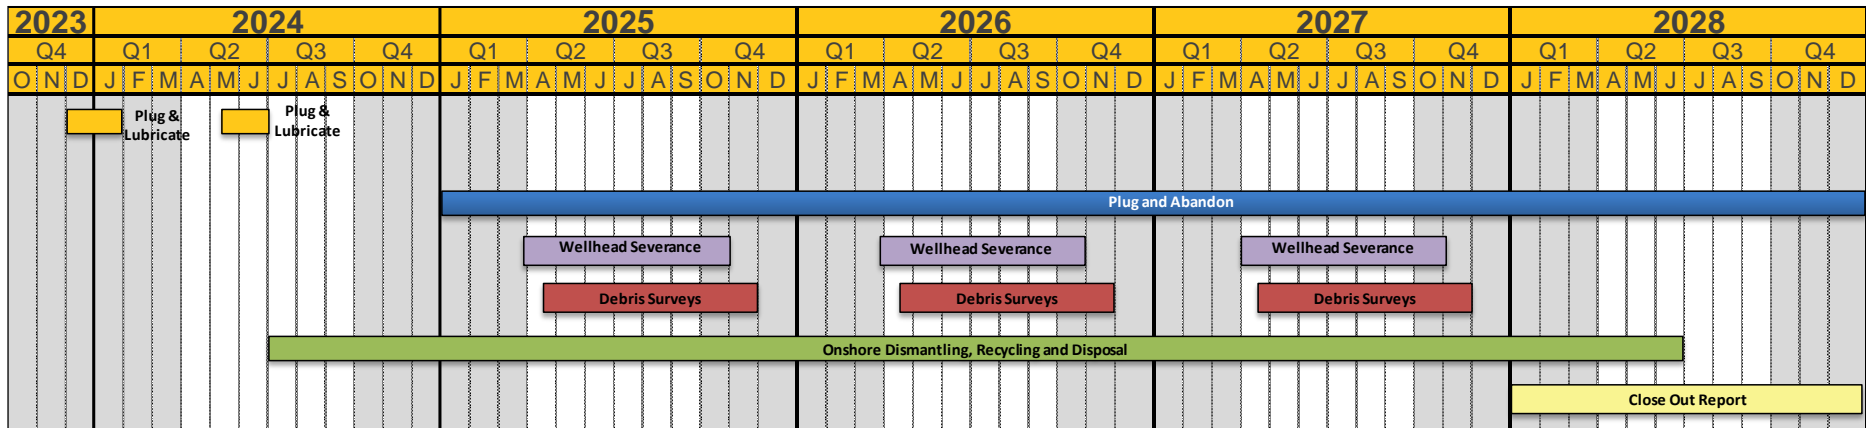 2023 2024 2025 2026 2027 2028
Q4 Q1 Q2 Q3 Q4 Q1 Q2 Q3 Q4 Q1 Q2 Q3 Q4 Q1 Q2 Q3 Q4 Q1 Q2 Q3 Q4
O N D J F M A M J J A S O N D J F M A M J J A S O N D J F M A M J J A S O N D J F M A M J J A S O N D J F M A M J J A S O N D
Plug &
Lubricate
Plug &
Lubricate
Plug and Abandon
Wellhead Severance Wellhead Severance Wellhead Severance
Debris Surveys Debris Surveys Debris Surveys
Onshore Dismantling, Recycling and Disposal
Close Out Report